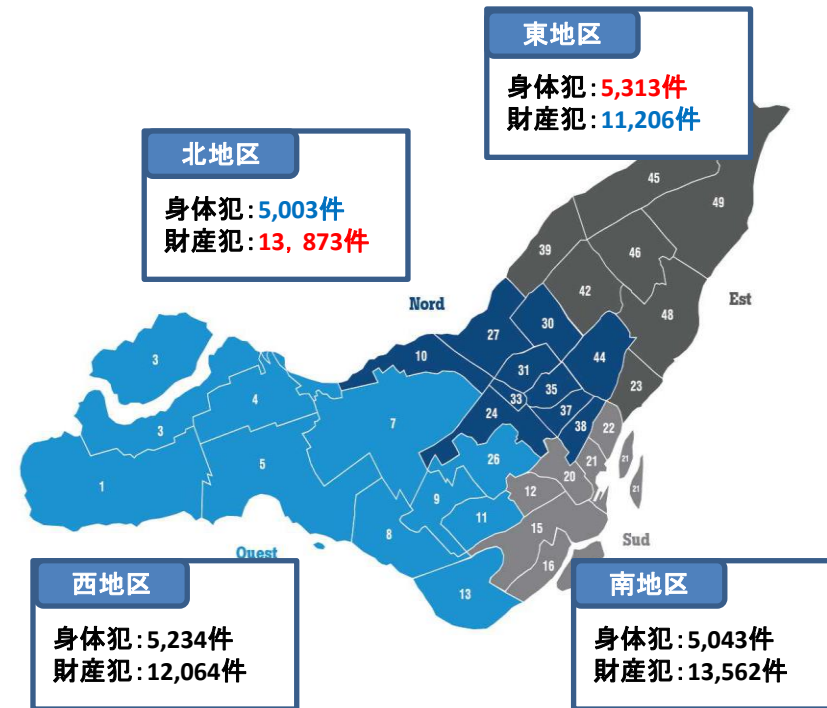 東地区
身体犯：5,313件
財産犯：11,206件
北地区
身体犯：5,003件
財産犯：13，873件
45
49
39
46
42
Nord
Est
48
27
30
10
44
3
31
35
23
33
4
24
37
7
38
22
3
26
21
21
5
20
1
12
21
9
11
15
8
Sud
Ouest
16
13
西地区
身体犯：5,234件
財産犯：12,064件
南地区
身体犯：5,043件
財産犯：13,562件